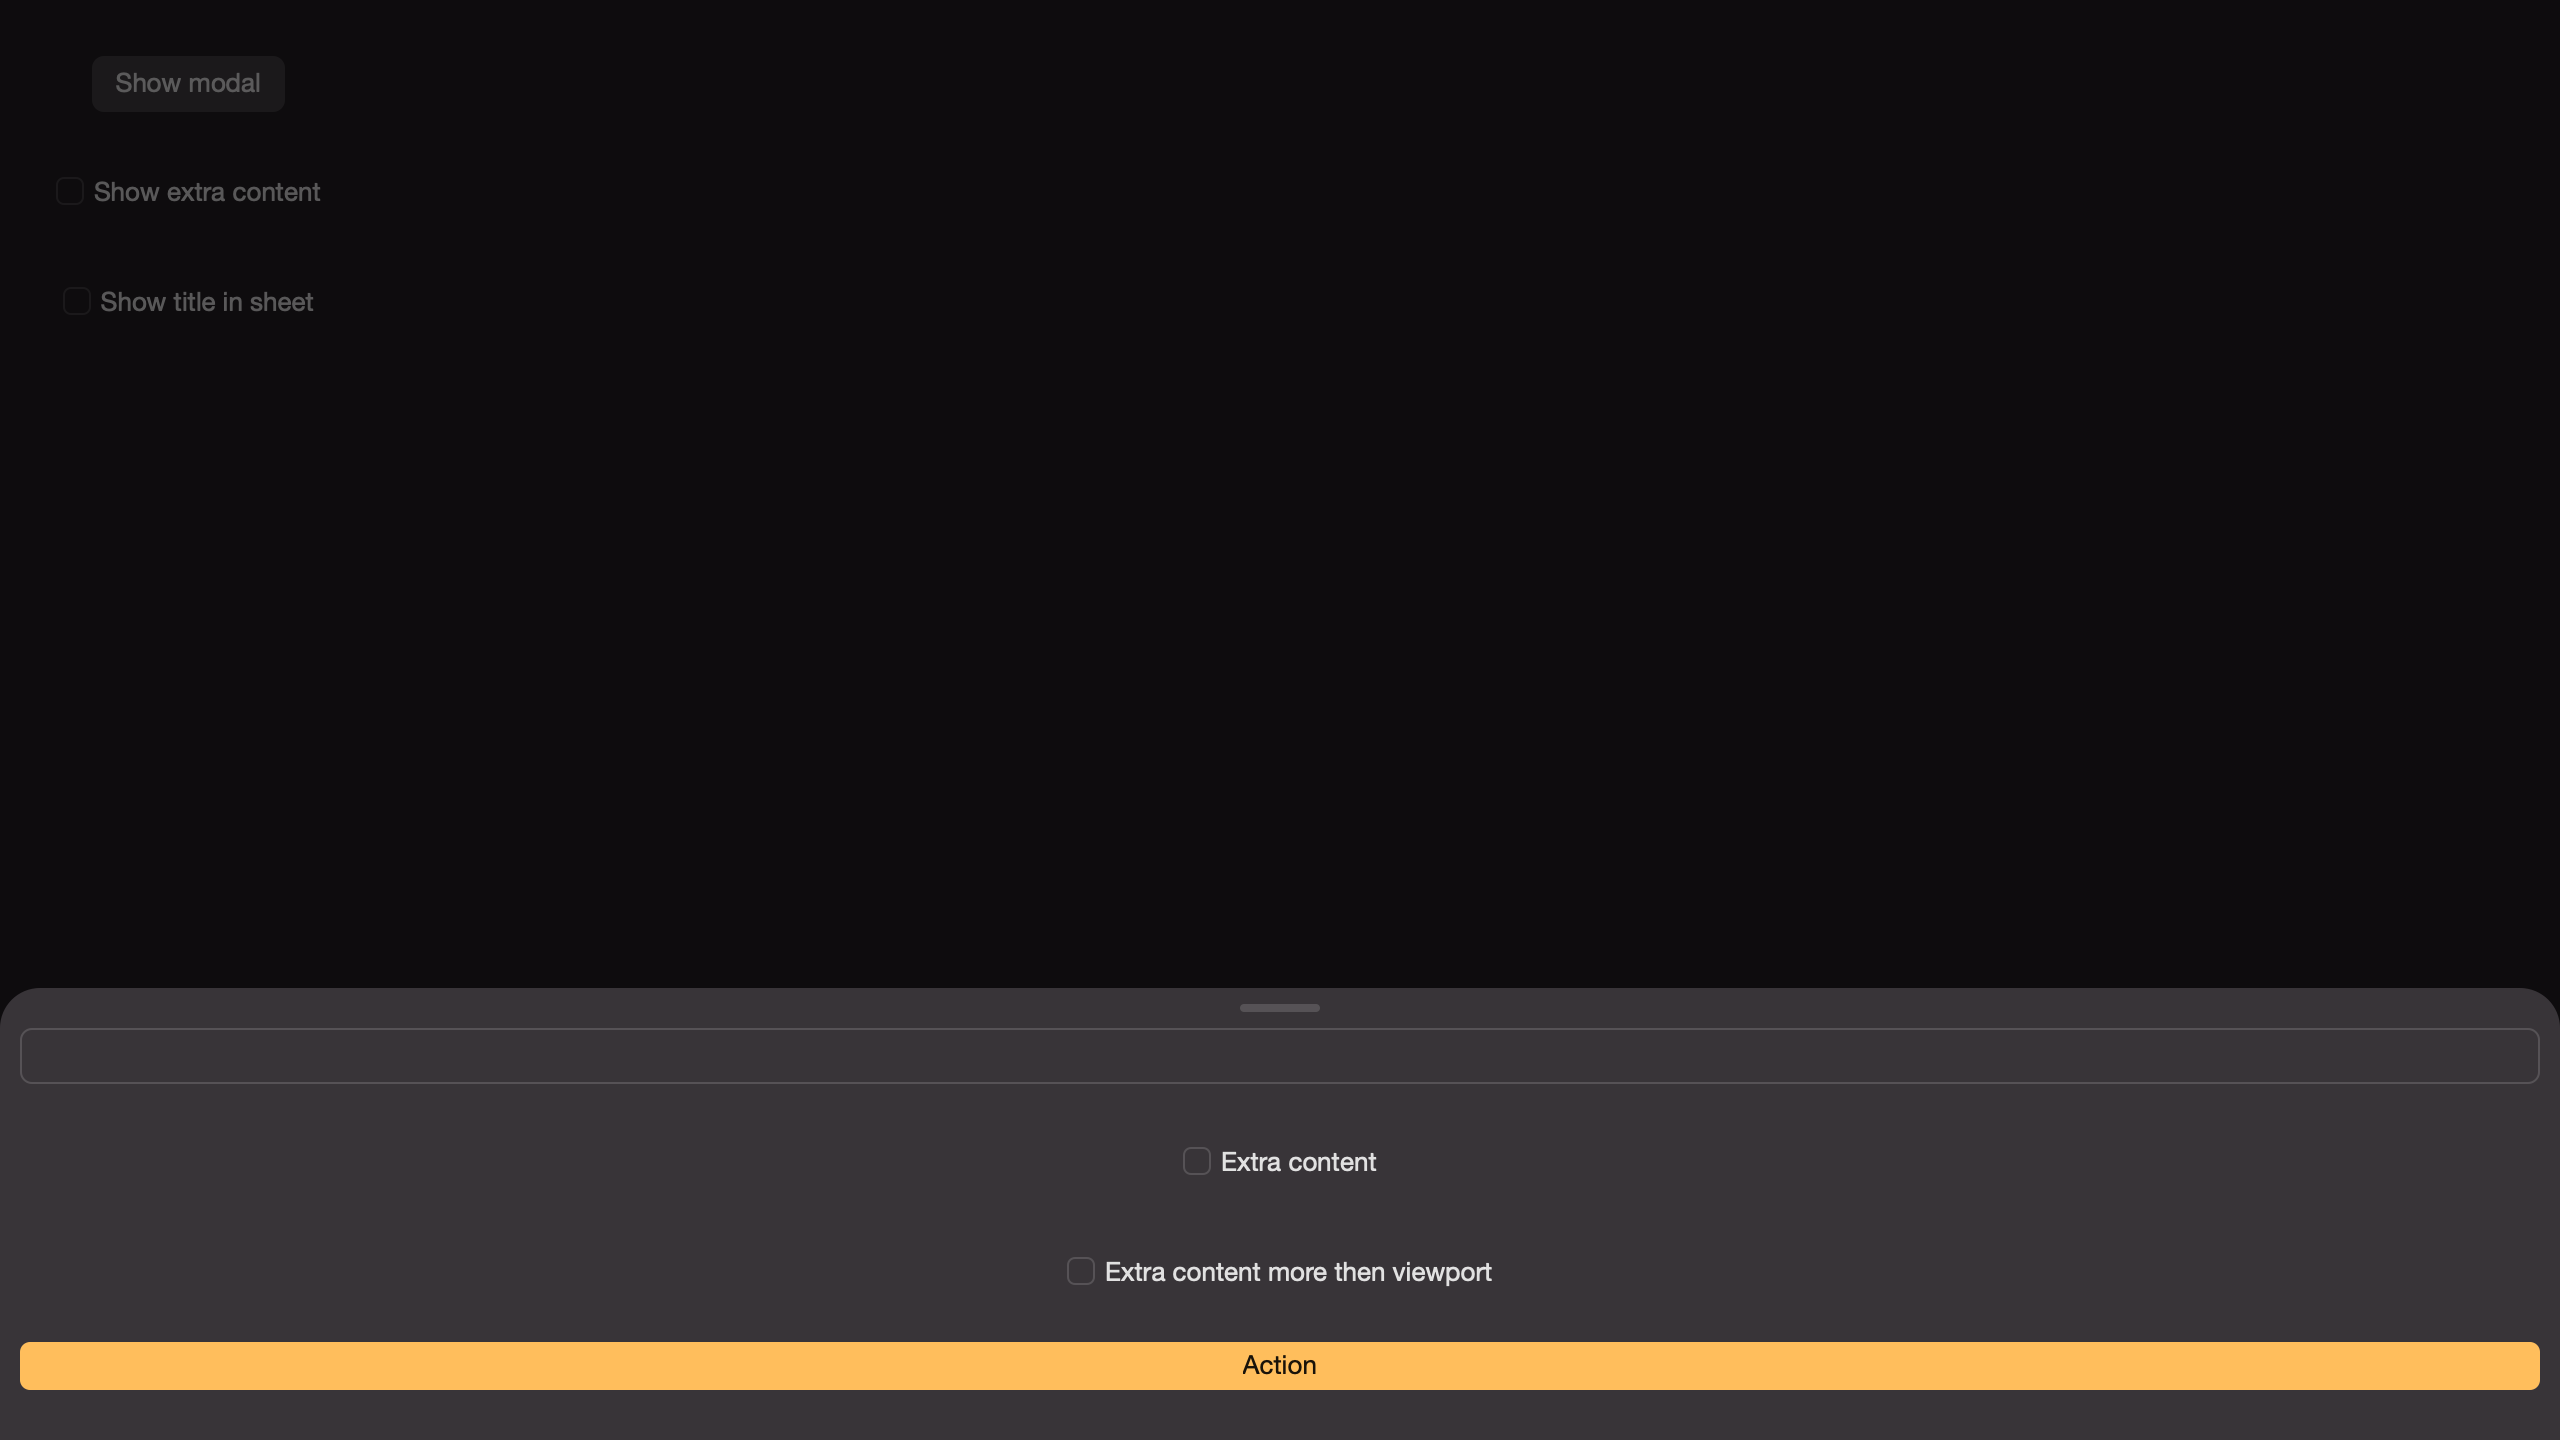 Show modal
Show extra content
Show title in sheet
Extra content
Extra content more then viewport
Action